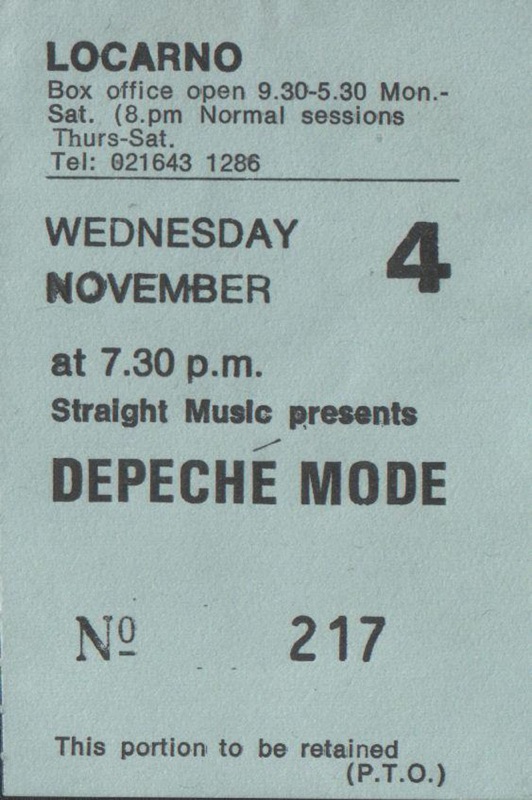 LOCARNO
Box office open 9.30-5.30 Mon.-
Sat. (8.pm Normal sessions
Thurs-Sat.
Tel: 021643 1286
WEDNESDAY 4
NOVEMBER
at 7.30 p.m.
Straight Music presents
DEPECHÉ MODE
Nº 217
This portion to be retained
(P.T.O.)